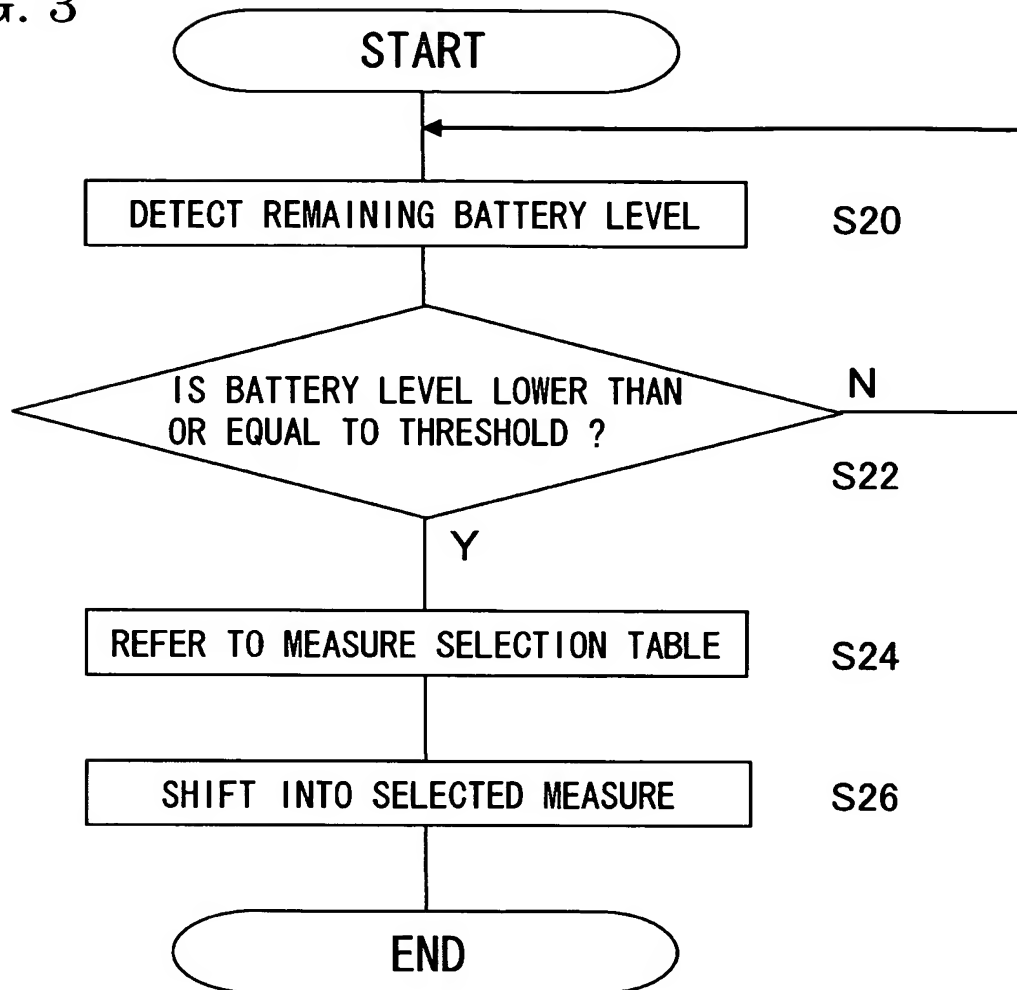 G. 3
START
DETECT REMAINING BATTERY LEVEL
S20
IS BATTERY LEVEL LOWER THAN
OR EQUAL TO THRESHOLD ?
N
S22
Y
REFER TO MEASURE SELECTION TABLE
S24
SHIFT INTO SELECTED MEASURE
S26
END